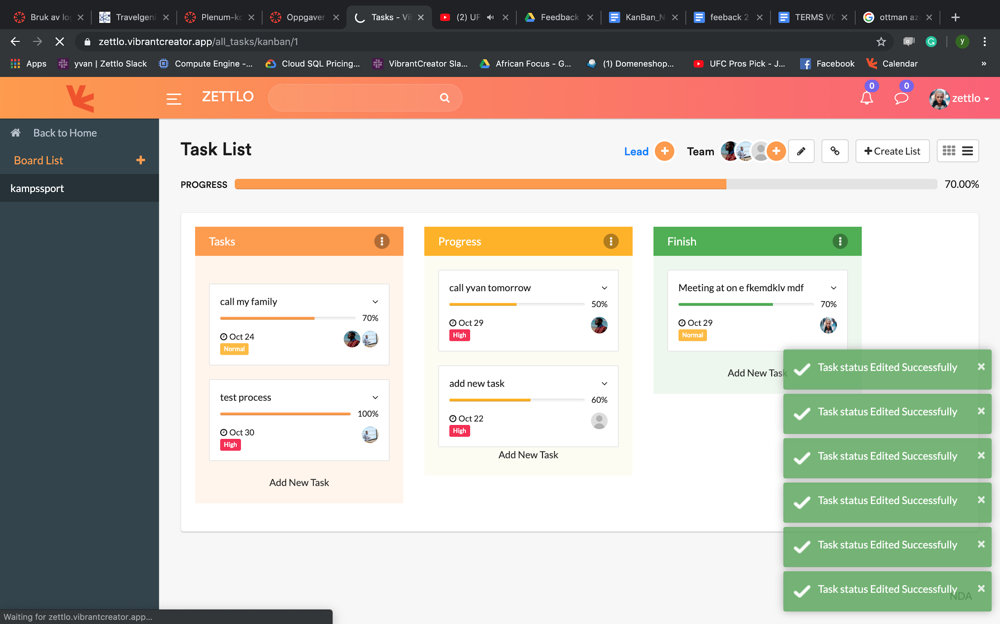 Bruk av log
Travelgeni
Plenum-ko
Oppgaver
Tasks - Vi
(2) UF
Feedback
KanBan_N
feeback 2
TERMS VO
ottman az
zettlo.vibrantcreator.app/all_tasks/kanban/1
y
Apps
yvan | Zettlo Slack
Compute Engine -...
Cloud SQL Pricing...
VibrantCreator Sla...
African Focus - G...
(1) Domeneshop...
UFC Pros Pick - J...
Facebook
Calendar
»
ZETTLO
0
0
zettlo
Back to Home
Board List
kampssport
Task List
Lead
Team
Create List
PROGRESS
70.00%
Tasks
call my family
70%
Oct 24
Normal
test process
100%
Oct 30
High
Add New Task
Progress
call yvan tomorrow
50%
Oct 29
High
add new task
60%
Oct 22
High
Add New Task
Finish
Meeting at on e fkemdklv mdf
70%
Oct 29
Normal
Add New Task
Task status Edited Successfully
Task status Edited Successfully
Task status Edited Successfully
Task status Edited Successfully
Task status Edited Successfully
Task status Edited Successfully
NDA
Waiting for zettlo.vibrantcreator.app...